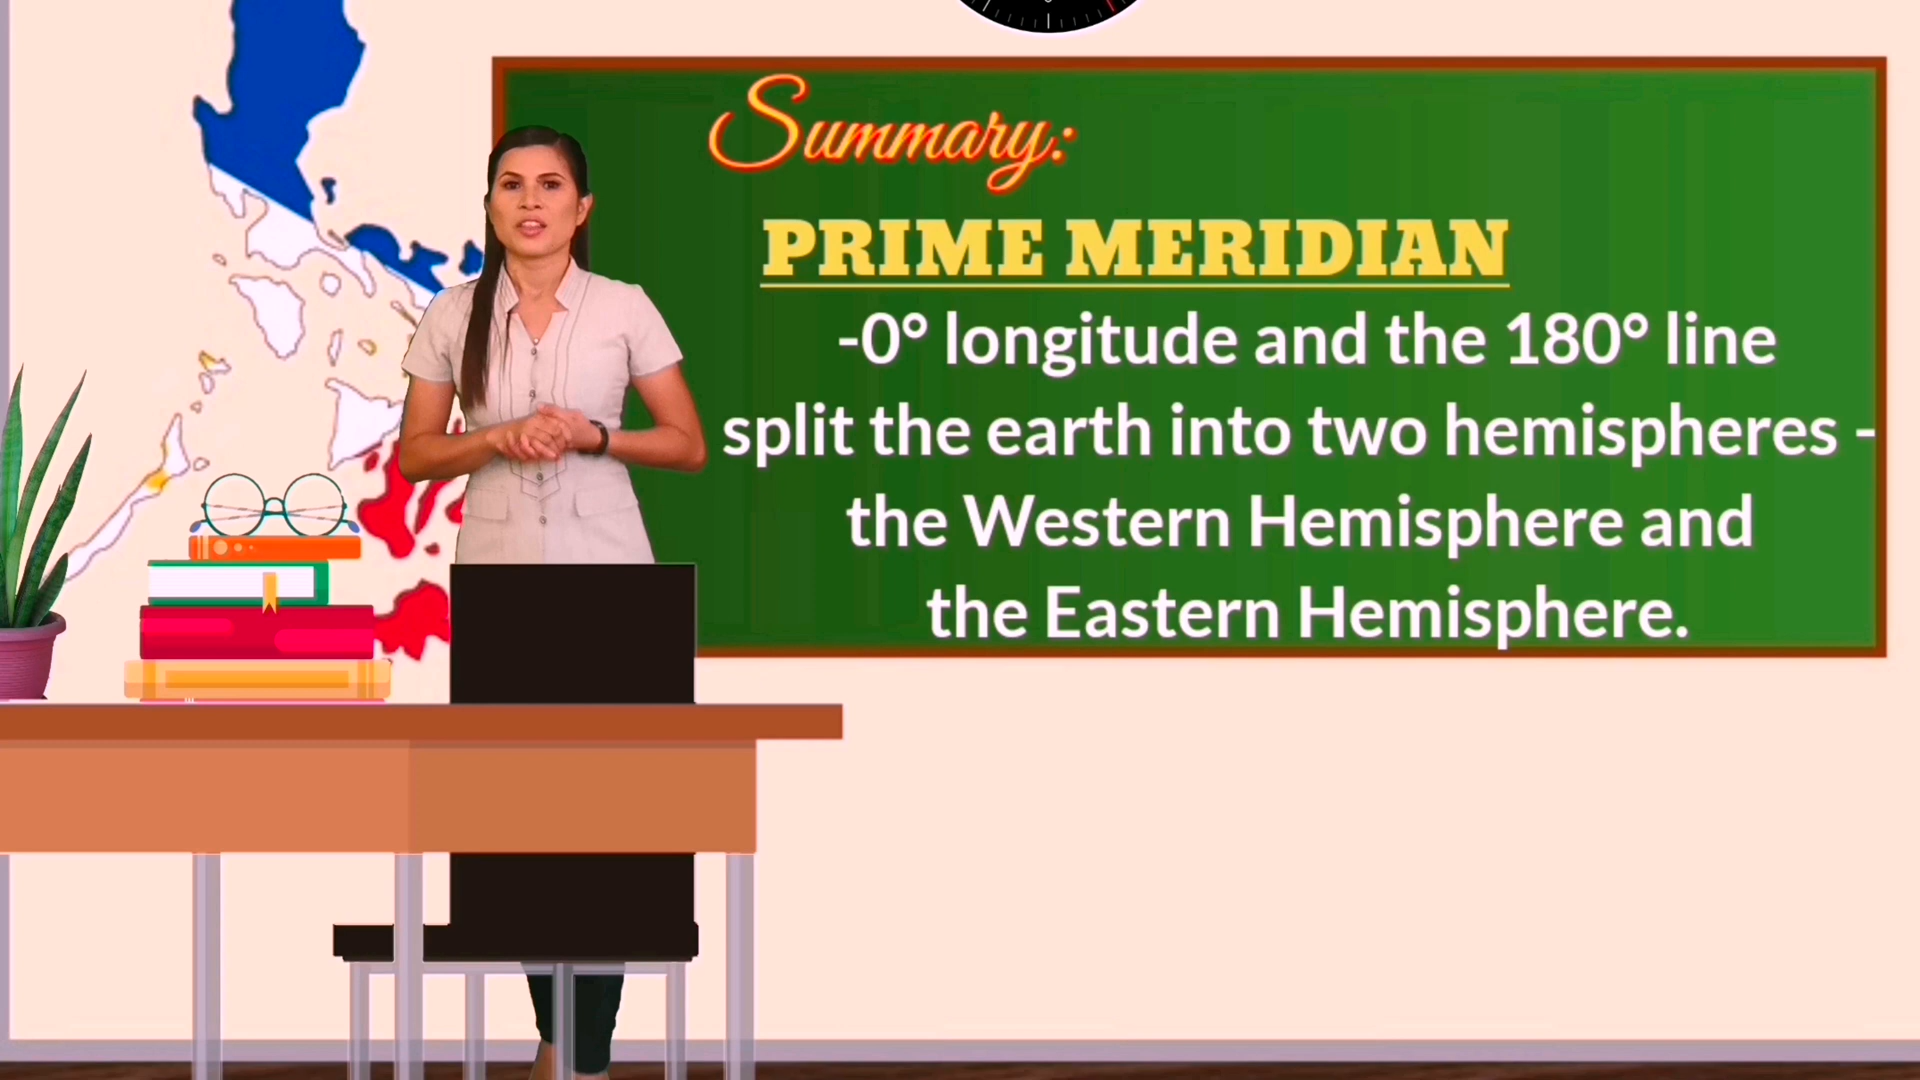 Summary:
PRIME MERIDIAN
-0° longitude and the 180° line
split the earth into two hemispheres -
the Western Hemisphere and
the Eastern Hemisphere.